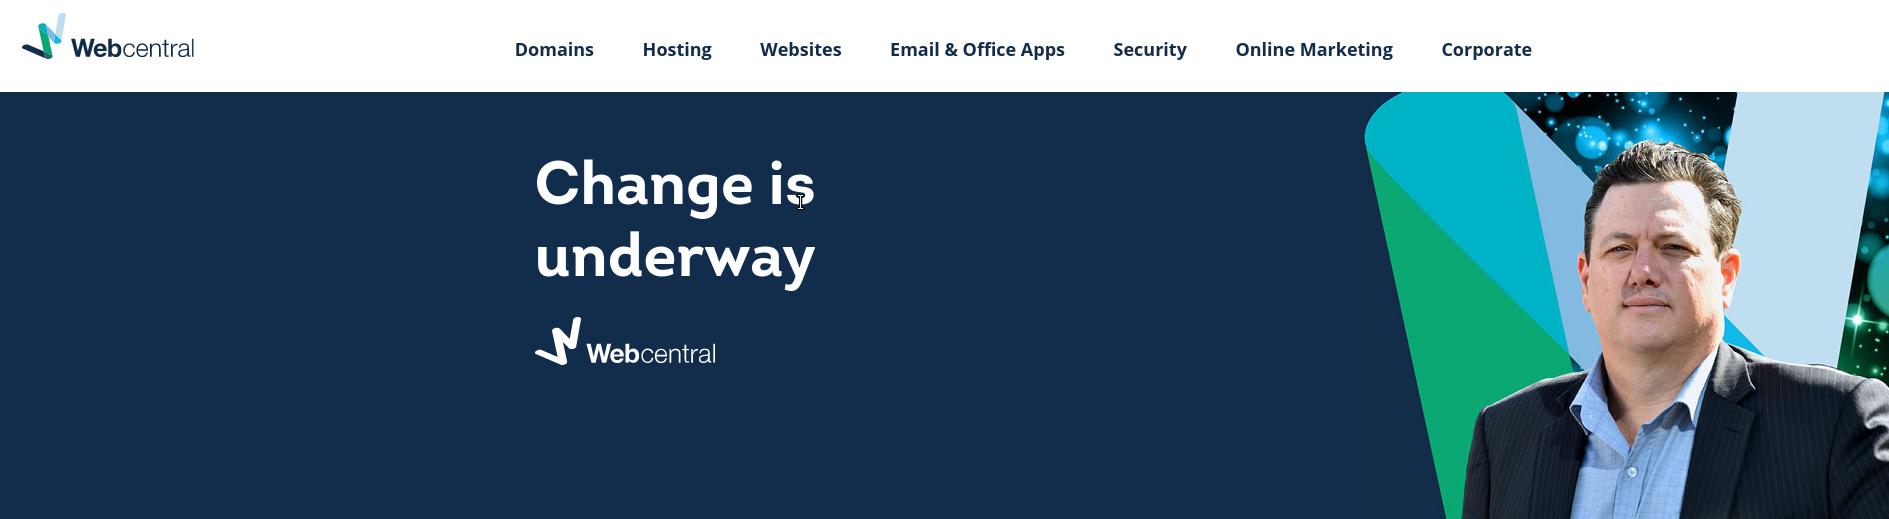 Webcentral
Domains Hosting Websites Email & Office Apps Security Online Marketing Corporate
Change is
underway
Webcentral